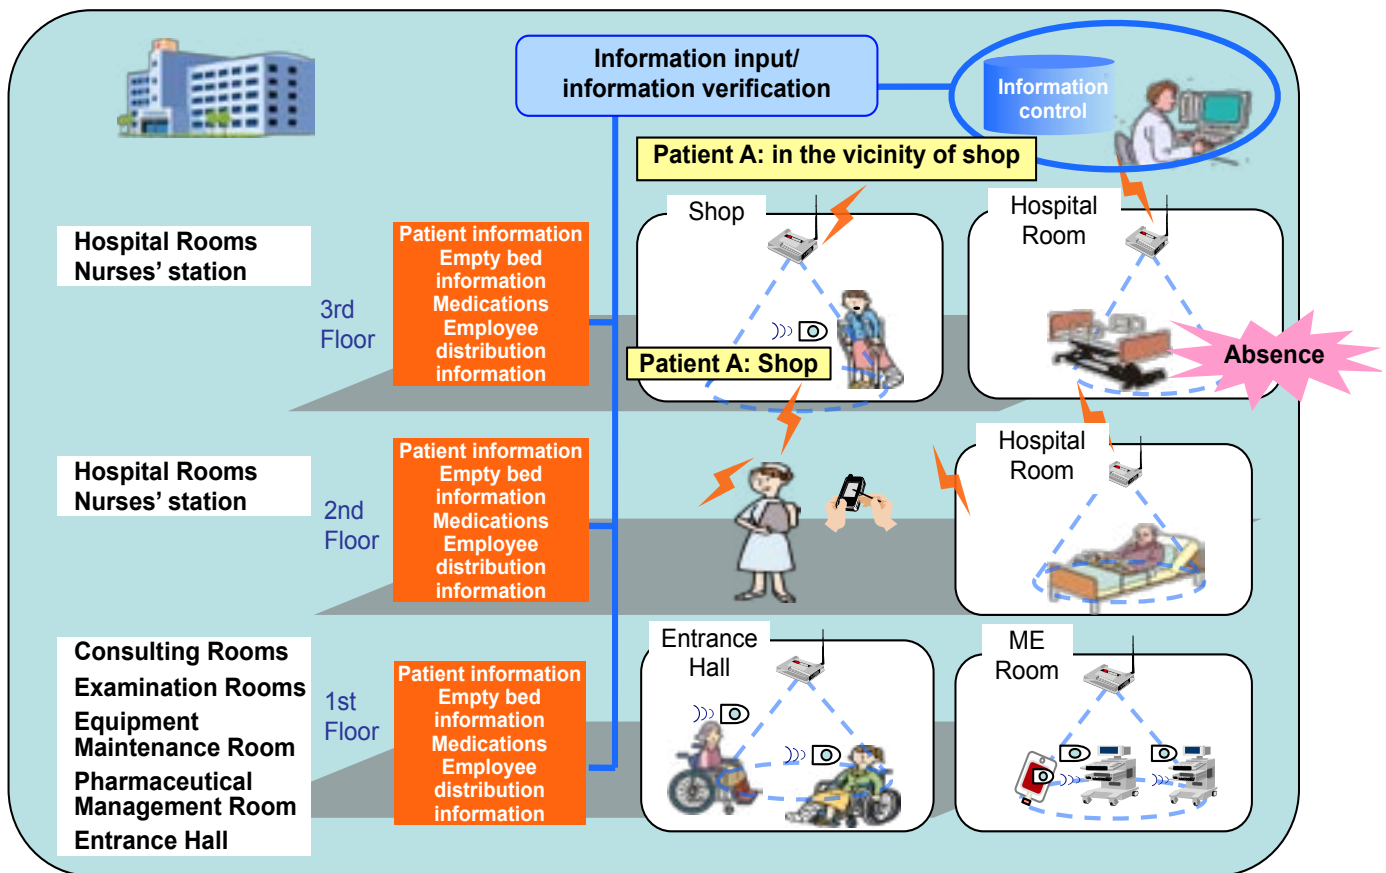 Information input/
information verification
Information
control
Patient A: in the vicinity of shop
Hospital Rooms
Nurses’ station
3rd
Floor
Patient information
Empty bed
information
Medications
Employee
distribution
information
Shop
Patient A: Shop
Hospital
Room
Absence
Hospital Rooms
Nurses’ station
2nd
Floor
Patient information
Empty bed
information
Medications
Employee
distribution
information
Hospital
Room
Consulting Rooms
Examination Rooms
Equipment
Maintenance Room
Pharmaceutical
Management Room
Entrance Hall
1st
Floor
Patient information
Empty bed
information
Medications
Employee
distribution
information
Entrance
Hall
ME
Room